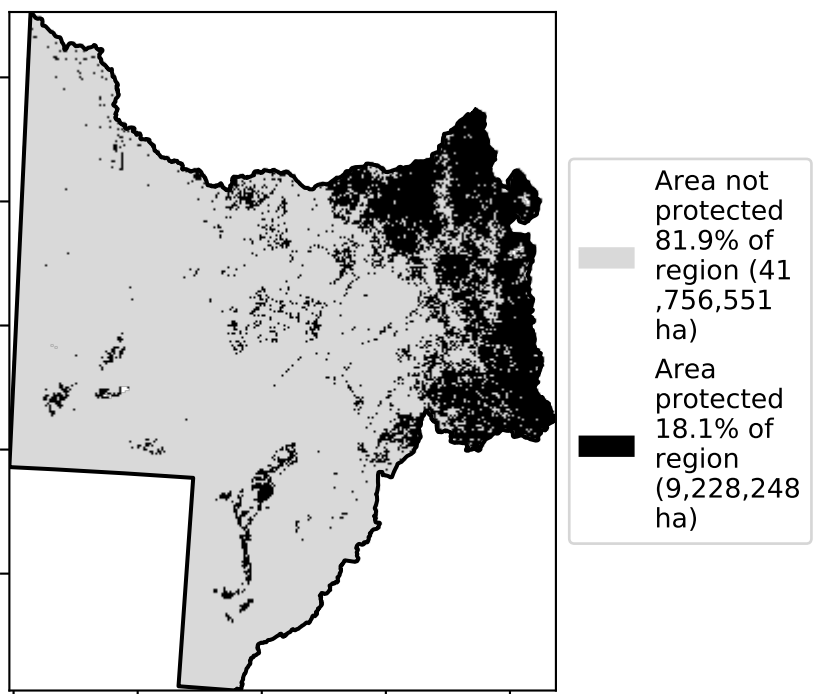 Area not
protected
81.9% of
region (41
,756,551
ha)
Area
protected
18.1% of
region
(9,228,248
ha)